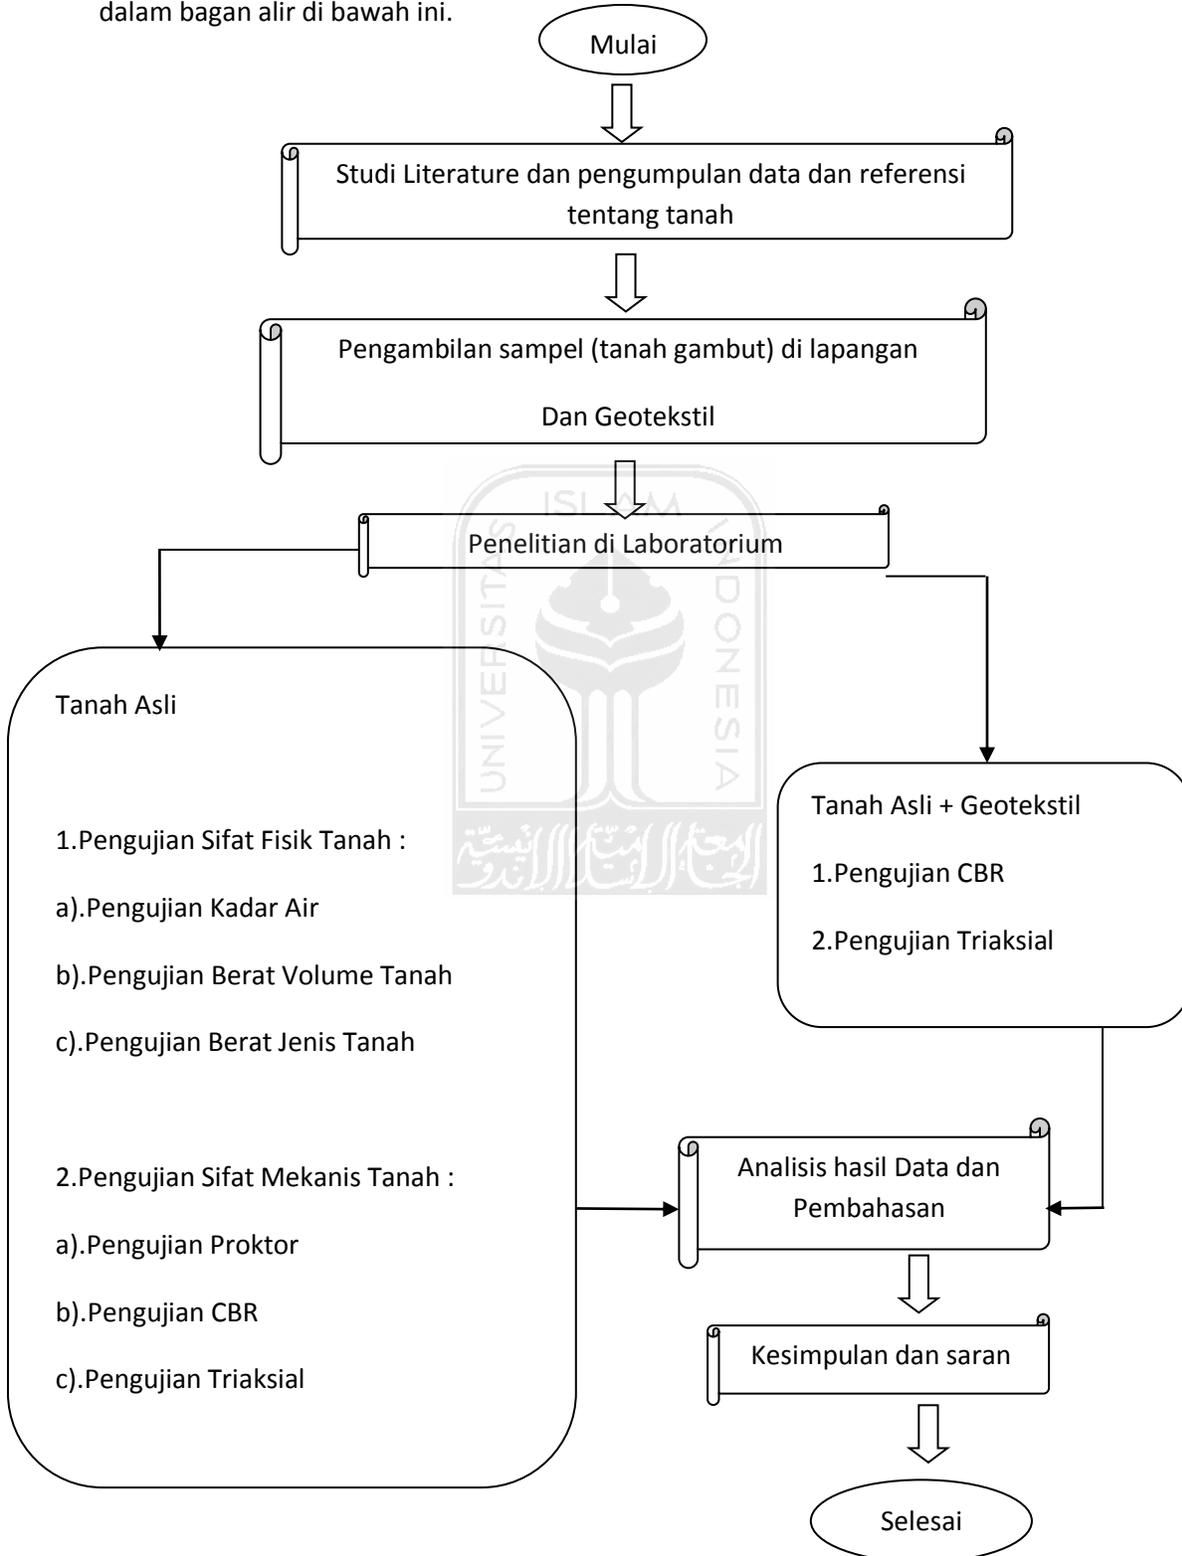 dalam bagan alir di bawah ini.
Mulai
Studi Literature dan pengumpulan data dan referensi
tentang tanah
Pengambilan sampel (tanah gambut) di lapangan
Dan Geotekstil
Penelitian di Laboratorium
UNIVERSITAS
ISLAM
INDONESIA
Tanah Asli
1.Pengujian Sifat Fisik Tanah :
a).Pengujian Kadar Air
b).Pengujian Berat Volume Tanah
c).Pengujian Berat Jenis Tanah
2.Pengujian Sifat Mekanis Tanah :
a).Pengujian Proktor
b).Pengujian CBR
c).Pengujian Triaksial
Tanah Asli + Geotekstil
1.Pengujian CBR
2.Pengujian Triaksial
Analisis hasil Data dan
Pembahasan
Kesimpulan dan saran
Selesai